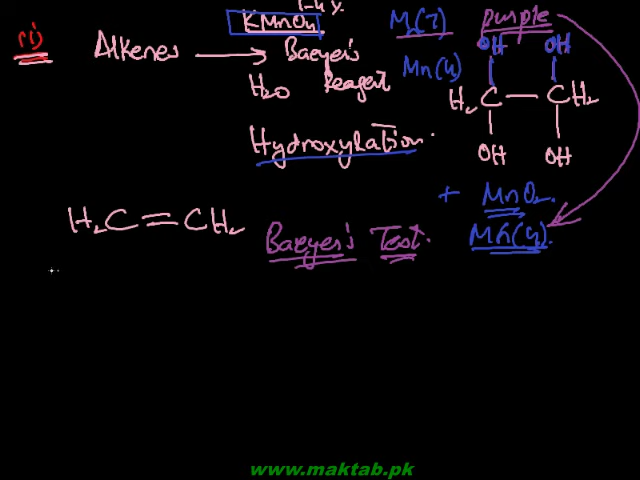 1-4%
ri) Alkenes → KMnO4 Mn(7) purple
Baeyer's
H2O Reagent Mn(4)
OH OH
H2C — CH2
OH OH
Hydroxylation.
+ MnO2
H2C=CH2 Baeyer's Test. Mn(4)
www.maktab.pk